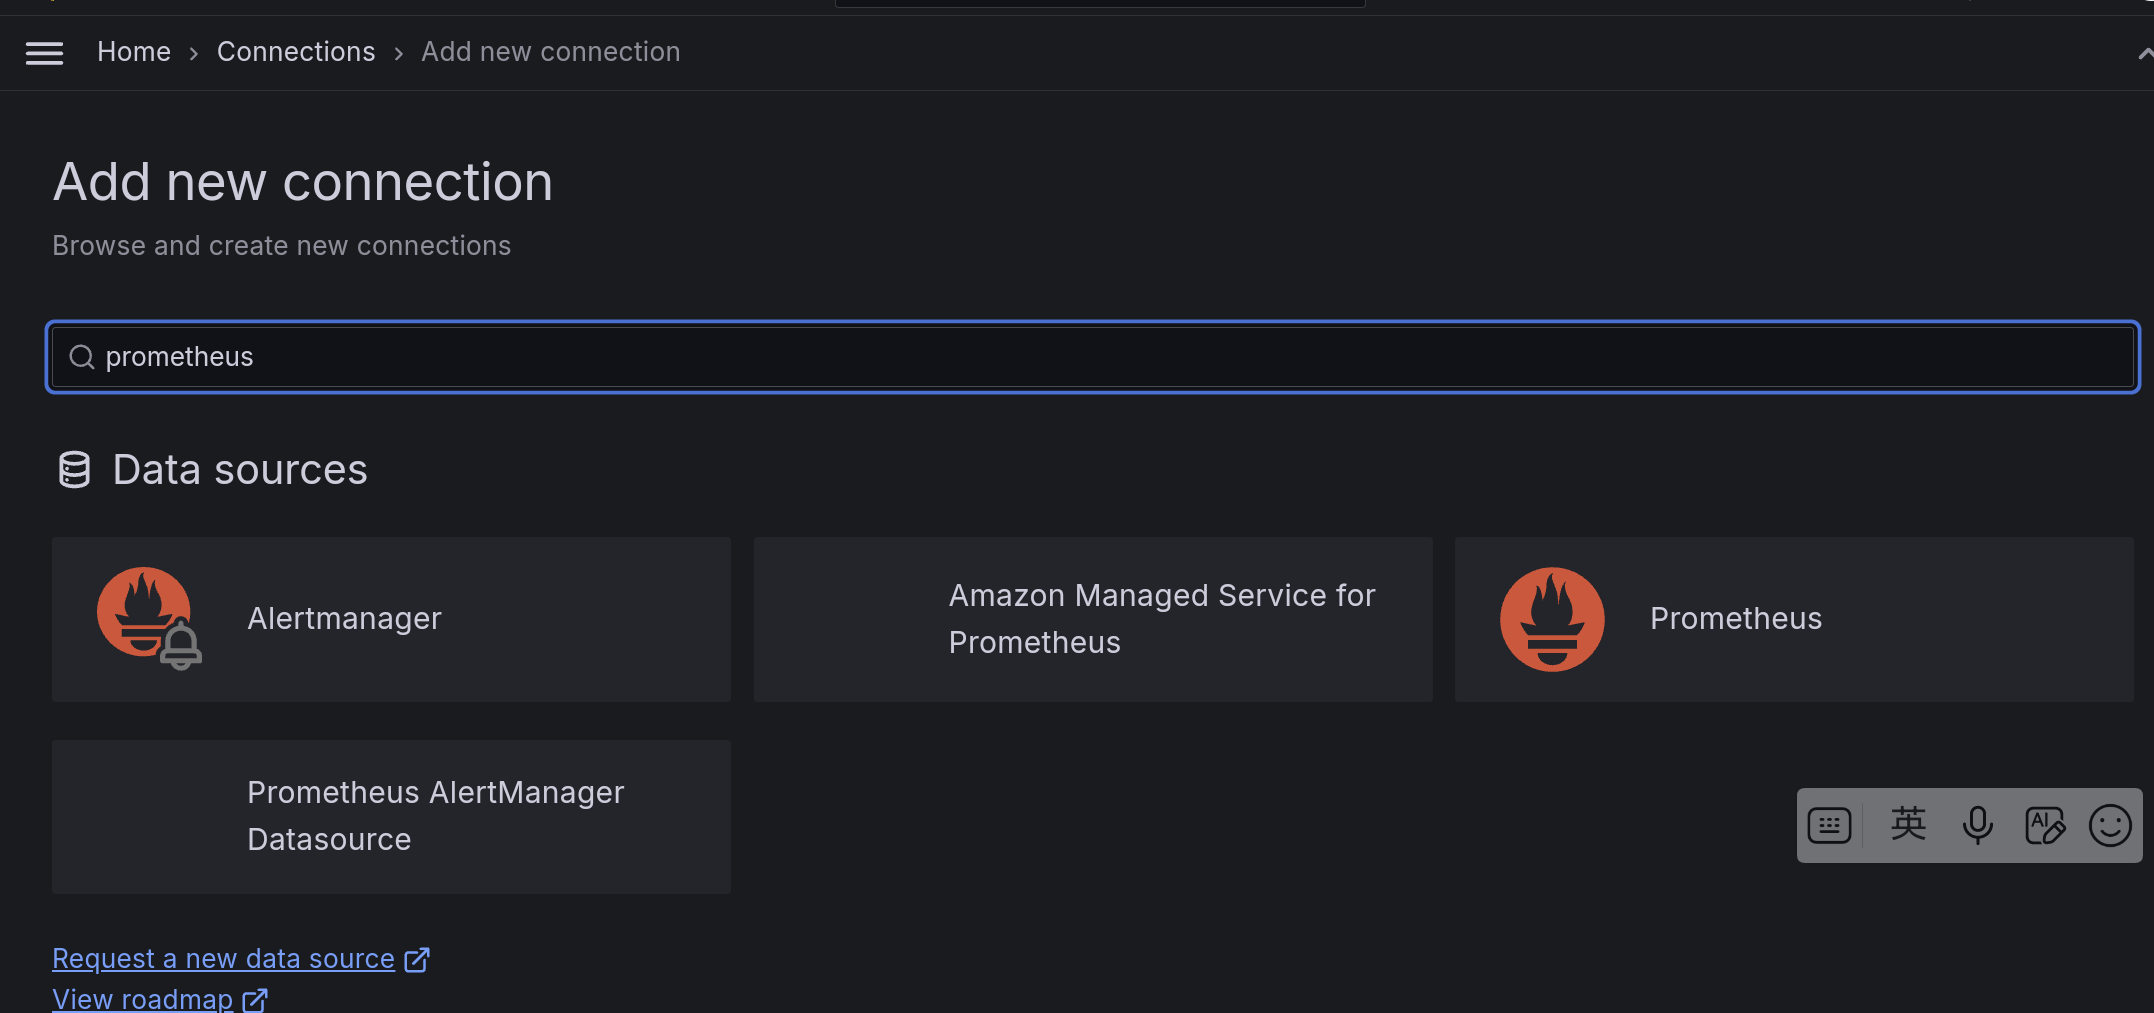 Home › Connections › Add new connection
Add new connection
Browse and create new connections
prometheus
Data sources
Alertmanager
Amazon Managed Service for
Prometheus
Prometheus
Prometheus AlertManager
Datasource
英
AI
Request a new data source
View roadmap